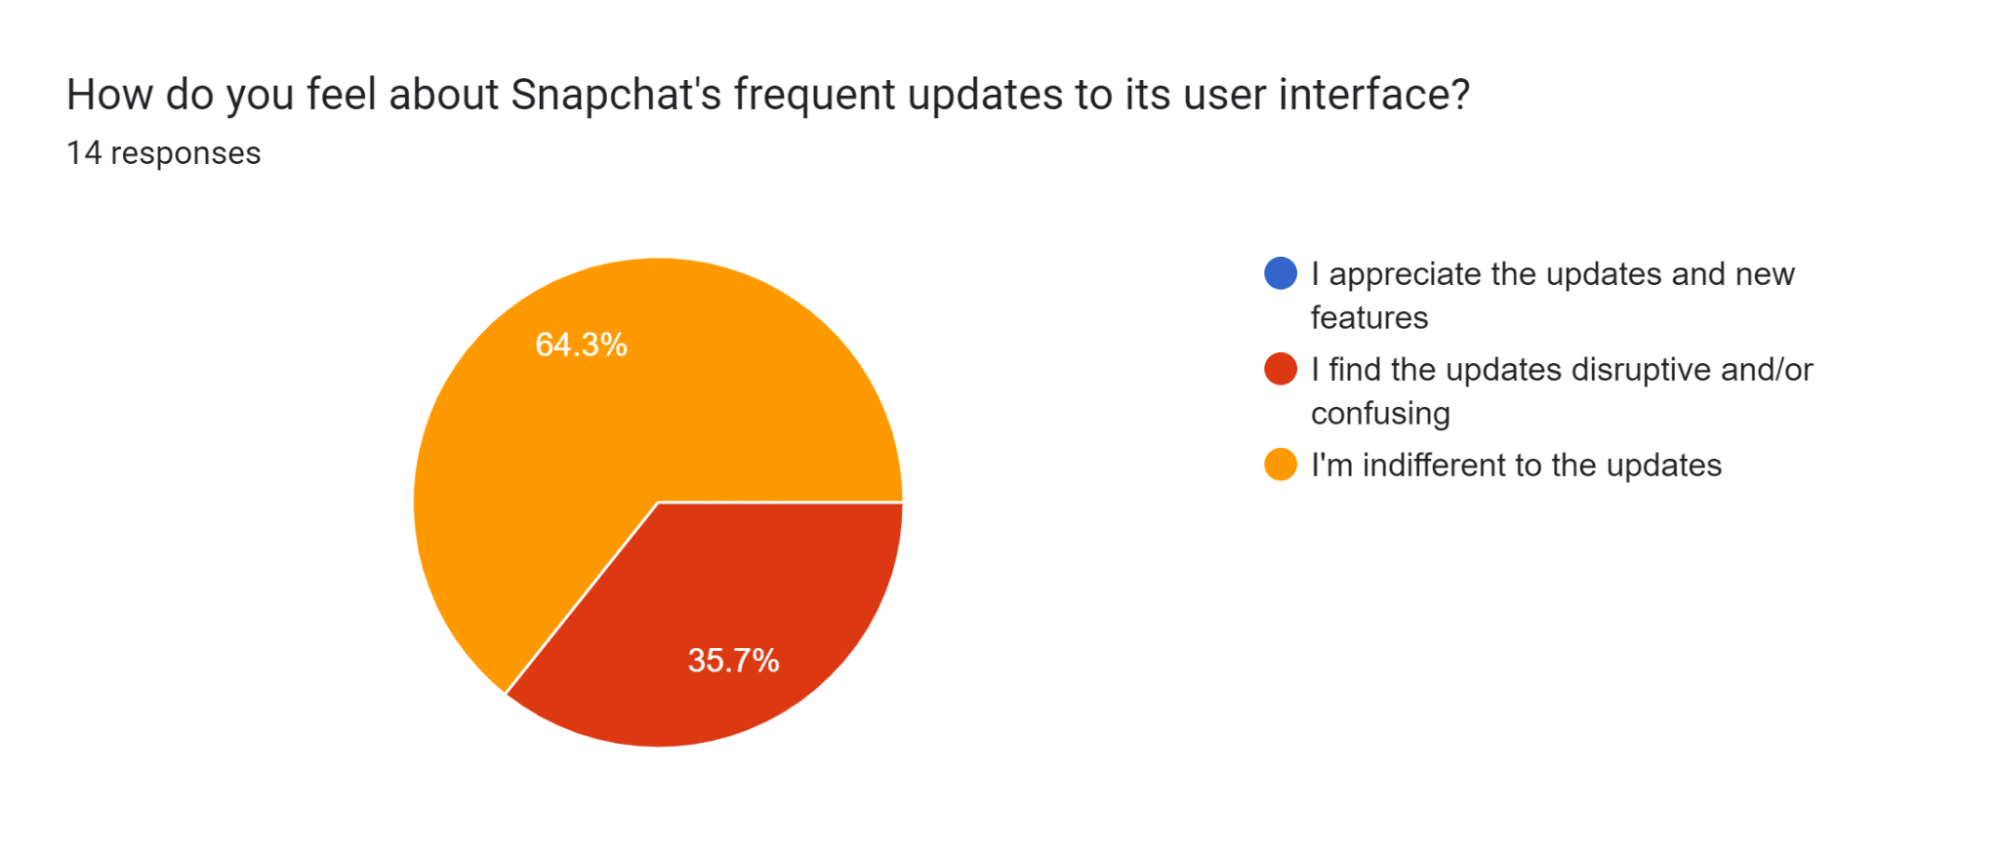 How do you feel about Snapchat's frequent updates to its user interface?
14 responses
64.3%
35.7%
I appreciate the updates and new
features
I find the updates disruptive and/or
confusing
I'm indifferent to the updates